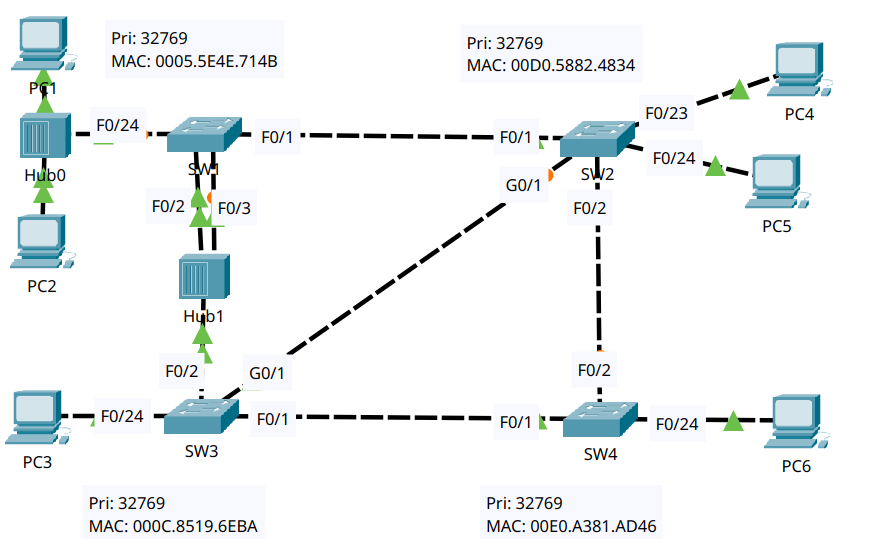 Pri: 32769
MAC: 0005.5E4E.714B
Pri: 32769
MAC: 00D0.5882.4834
PC1
PC4
F0/24
F0/1
F0/1
F0/23
Hub0
SW1
SW2
F0/24
G0/1
F0/2
F0/3
F0/2
PC5
PC2
Hub1
F0/2
G0/1
F0/2
F0/24
F0/1
F0/1
F0/24
PC3
SW3
SW4
PC6
Pri: 32769
MAC: 000C.8519.6EBA
Pri: 32769
MAC: 00E0.A381.AD46